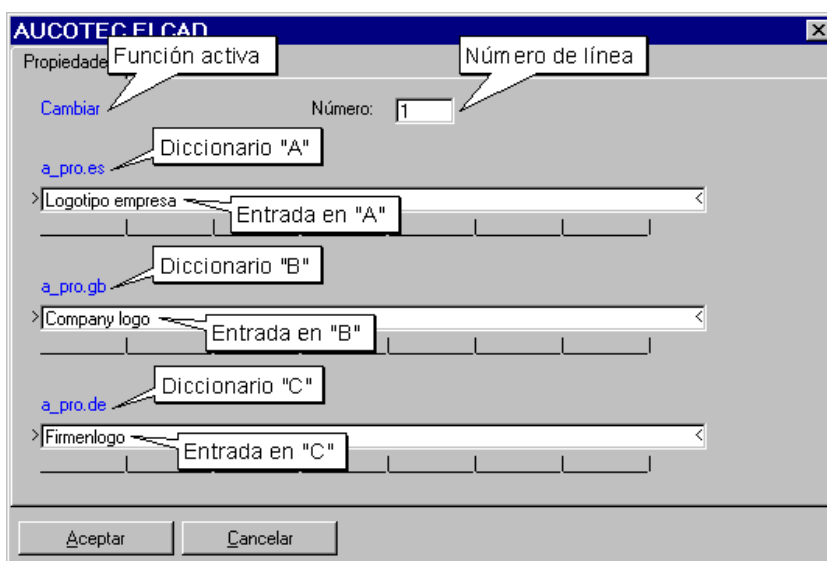 AUCOTEC ELCAD
Propiedade
Función activa
Número de línea
Cambiar
Número:
1
Diccionario "A"
a_pro.es
>Logotipo empresa <
Entrada en "A"
Diccionario "B"
a_pro.gb
>Company logo <
Entrada en "B"
Diccionario "C"
a_pro.de
>Firmenlogo <
Entrada en "C"
Aceptar
Cancelar